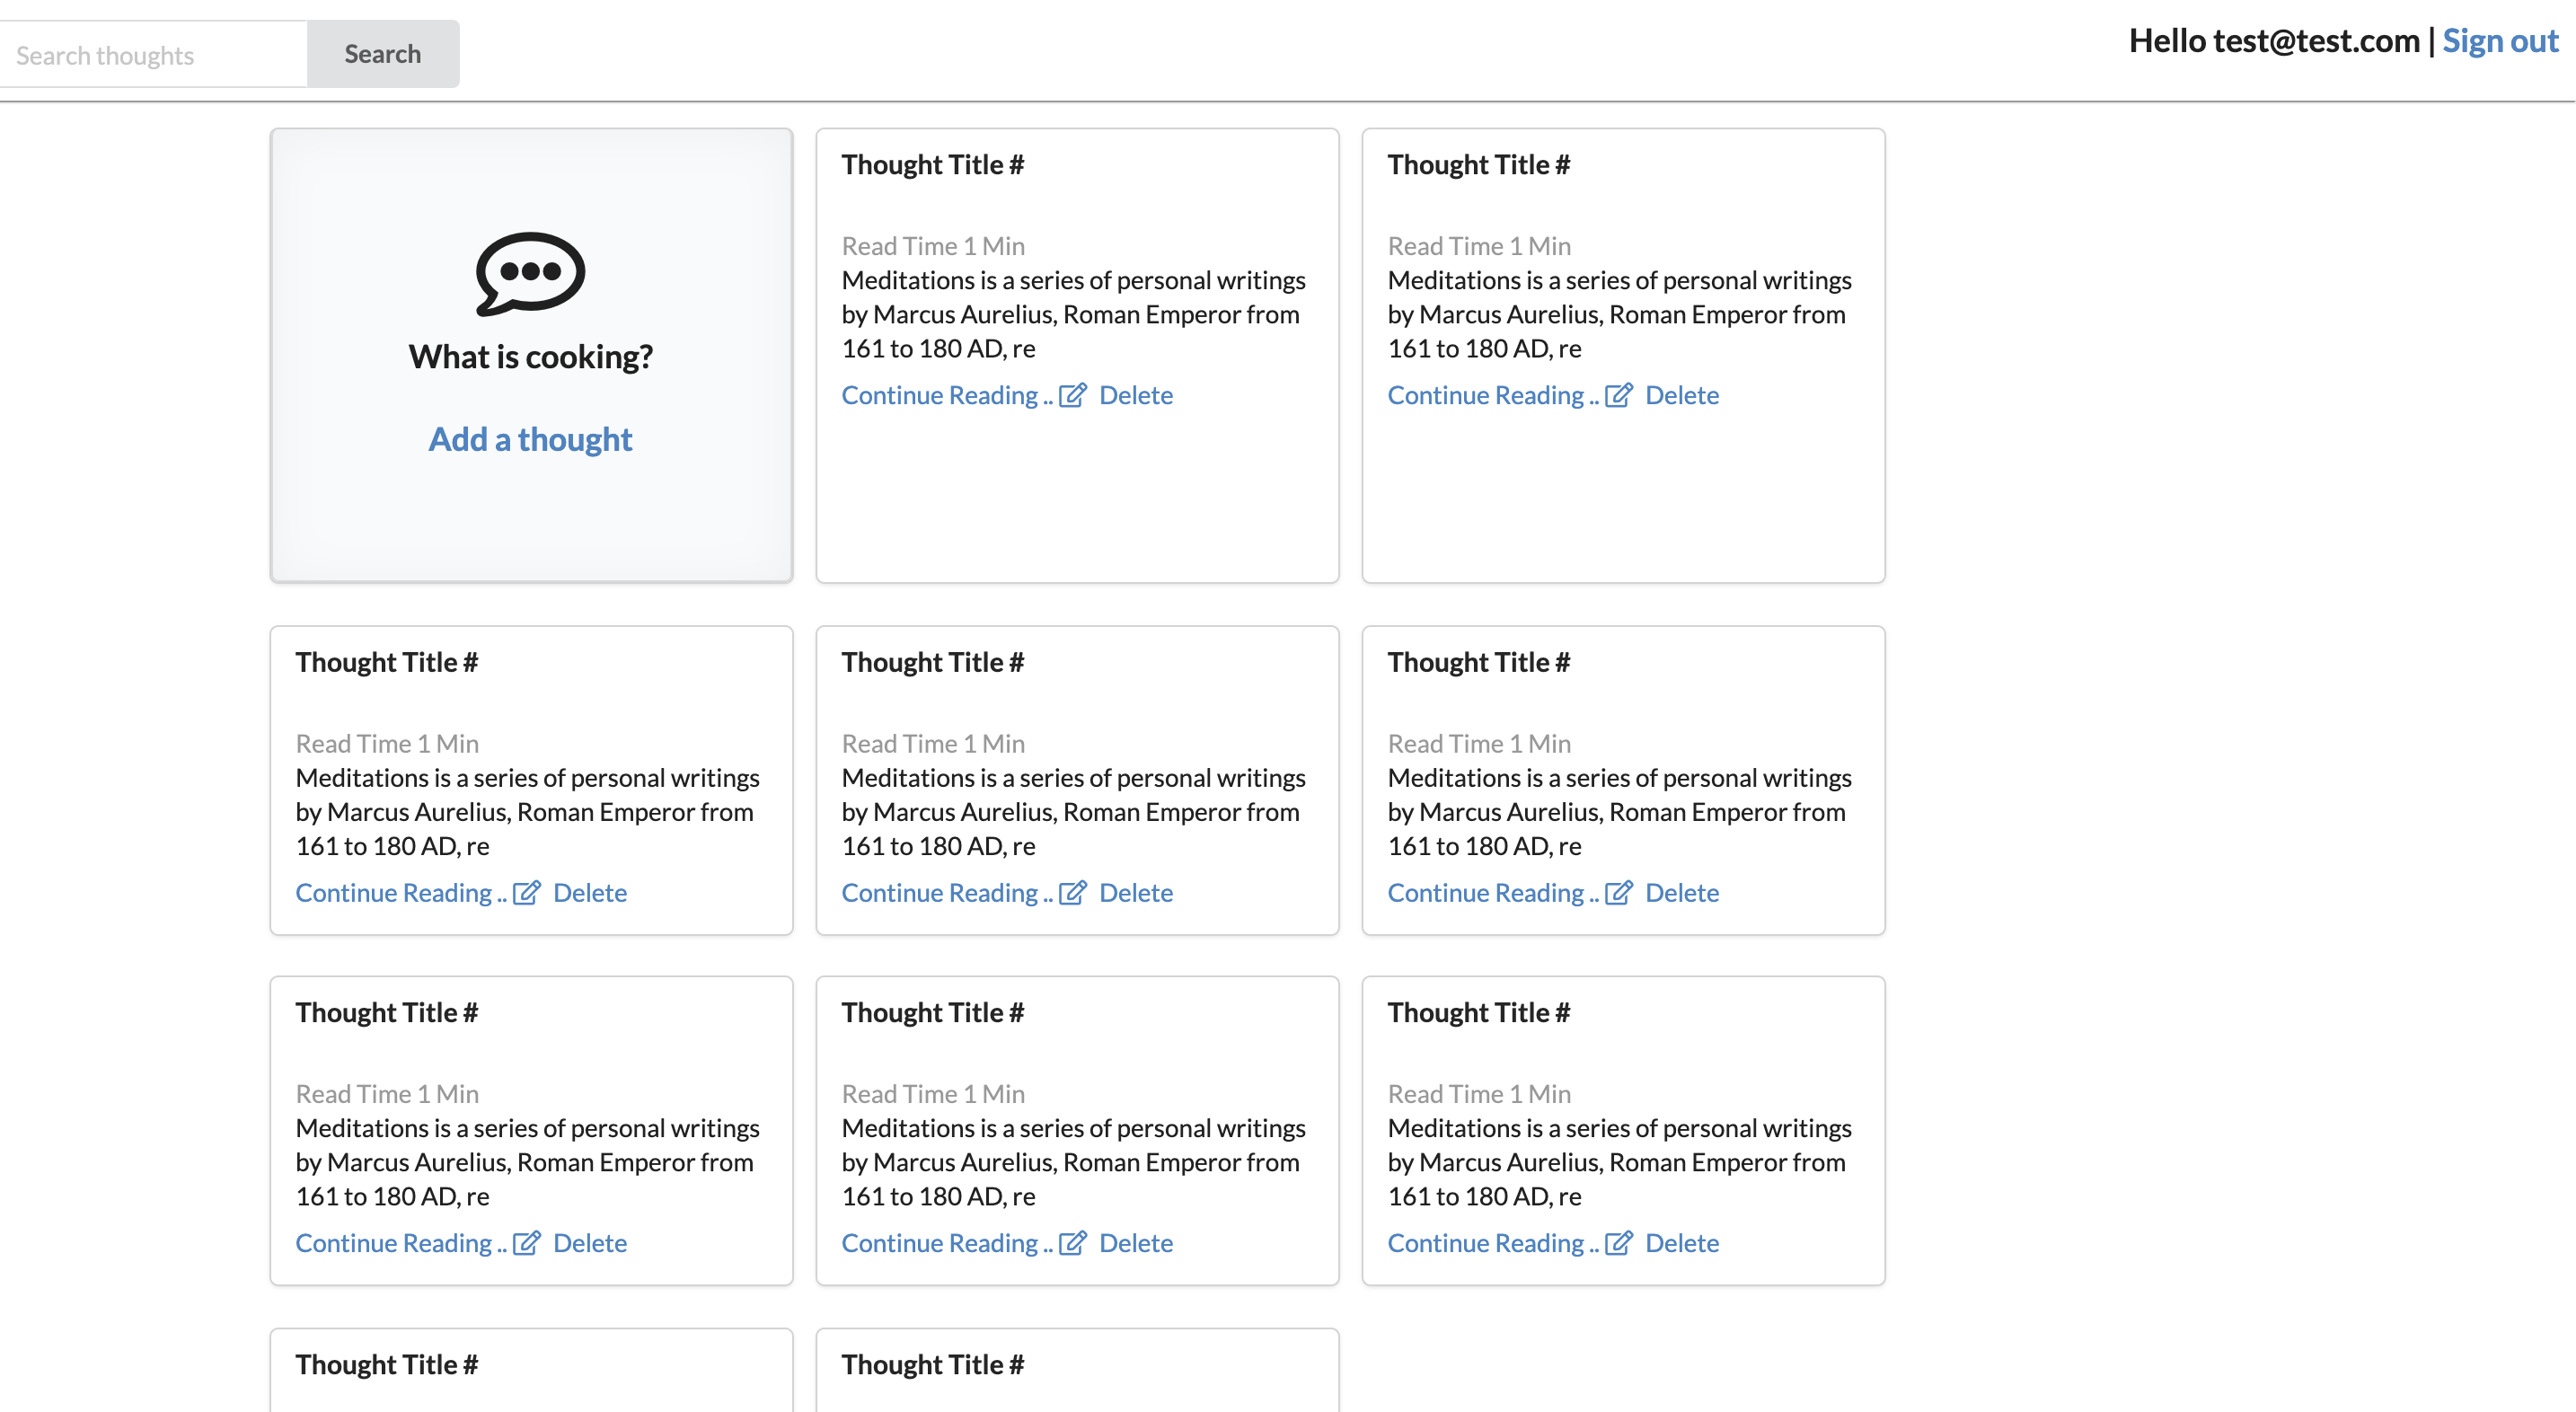 Search thoughts
Search
Hello test@test.com | Sign out
What is cooking?
Add a thought
Thought Title #
Read Time 1 Min
Meditations is a series of personal writings
by Marcus Aurelius, Roman Emperor from
161 to 180 AD, re
Continue Reading .. Delete
Thought Title #
Read Time 1 Min
Meditations is a series of personal writings
by Marcus Aurelius, Roman Emperor from
161 to 180 AD, re
Continue Reading .. Delete
Thought Title #
Read Time 1 Min
Meditations is a series of personal writings
by Marcus Aurelius, Roman Emperor from
161 to 180 AD, re
Continue Reading .. Delete
Thought Title #
Read Time 1 Min
Meditations is a series of personal writings
by Marcus Aurelius, Roman Emperor from
161 to 180 AD, re
Continue Reading .. Delete
Thought Title #
Read Time 1 Min
Meditations is a series of personal writings
by Marcus Aurelius, Roman Emperor from
161 to 180 AD, re
Continue Reading .. Delete
Thought Title #
Read Time 1 Min
Meditations is a series of personal writings
by Marcus Aurelius, Roman Emperor from
161 to 180 AD, re
Continue Reading .. Delete
Thought Title #
Read Time 1 Min
Meditations is a series of personal writings
by Marcus Aurelius, Roman Emperor from
161 to 180 AD, re
Continue Reading .. Delete
Thought Title #
Read Time 1 Min
Meditations is a series of personal writings
by Marcus Aurelius, Roman Emperor from
161 to 180 AD, re
Continue Reading .. Delete
Thought Title #
Thought Title #